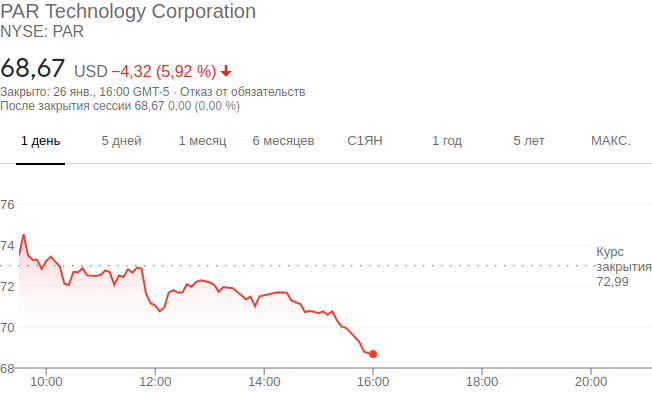 PAR Technology Corporation
NYSE: PAR
68,67 USD −4,32 (5,92 %)
Закрыто: 26 янв., 16:00 GMT-5 · Отказ от обязательств
После закрытия сессии 68,67 0,00 (0,00 %)
1 день 5 дней 1 месяц 6 месяцев С1ЯН 1 год 5 лет МАКС.
76
74
Курс
закрытия
72,99
72
70
68
10:00 12:00 14:00 16:00 18:00 20:00